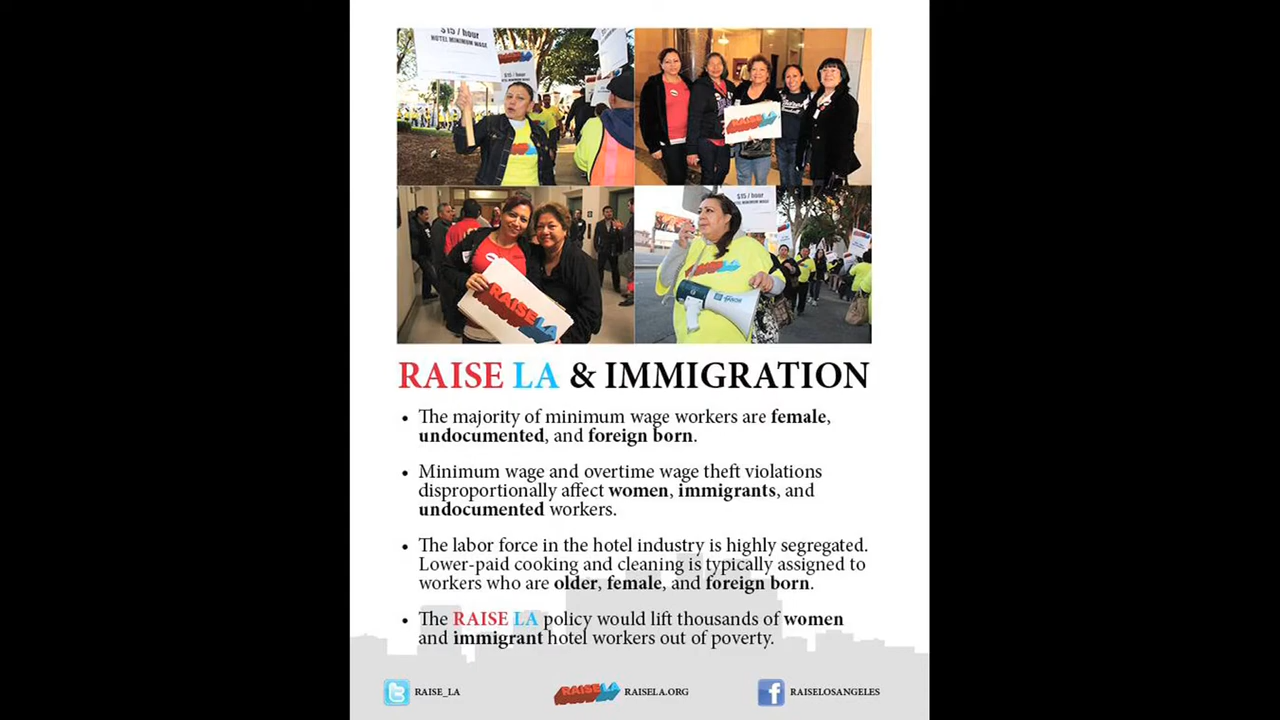 $15 / hour
HOTEL MINIMUM WAGE
$15 / hour
RAISE LA
RAISE LA
$15 / hour
RAISE LA & IMMIGRATION
• The majority of minimum wage workers are female,
undocumented, and foreign born.
• Minimum wage and overtime wage theft violations
disproportionally affect women, immigrants, and
undocumented workers.
• The labor force in the hotel industry is highly segregated.
Lower-paid cooking and cleaning is typically assigned to
workers who are older, female, and foreign born.
• The RAISE LA policy would lift thousands of women
and immigrant hotel workers out of poverty.
RAISE_LA
RAISELA
RAISELA.ORG
RAISELOSANGELES